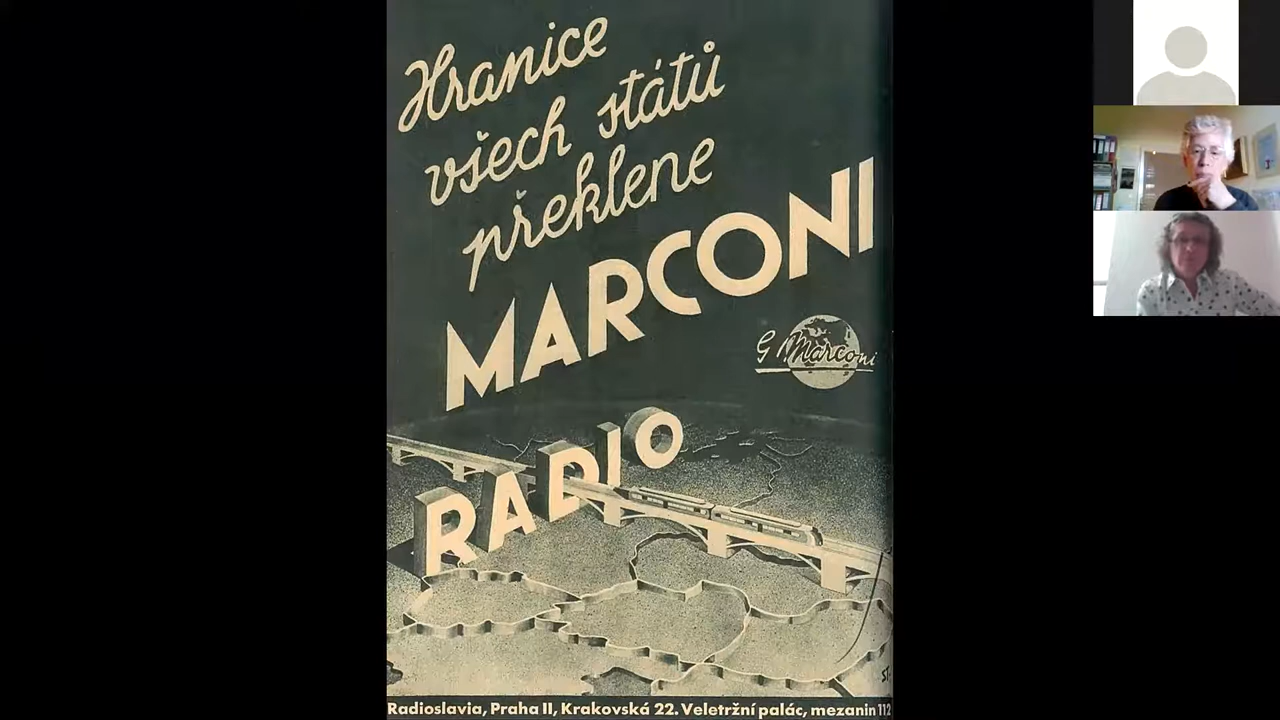 Hranice
všech států
překlene
MARCONI
G Marconi
RADIO
Radioslavia, Praha II, Krakovská 22. Veletržní palác, mezanin 112